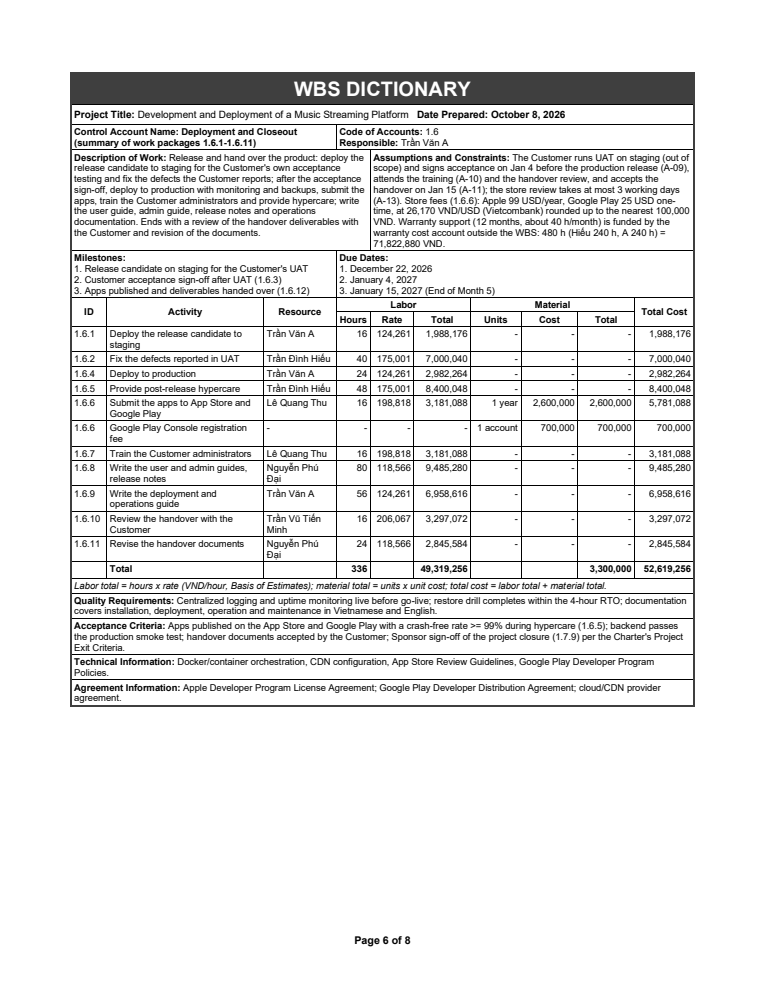 WBS DICTIONARY
Project Title: Development and Deployment of a Music Streaming Platform Date Prepared: October 8, 2026
Control Account Name: Deployment and Closeout
(summary of work packages 1.6.1-1.6.11)
Code of Accounts: 1.6
Responsible: Trần Văn A
Description of Work: Release and hand over the product: deploy the
release candidate to staging for the Customer's own acceptance
testing and fix the defects the Customer reports; after the acceptance
sign-off, deploy to production with monitoring and backups, submit the
apps, train the Customer administrators and provide hypercare; write
the user guide, admin guide, release notes and operations
documentation. Ends with a review of the handover deliverables with
the Customer and revision of the documents.
Assumptions and Constraints: The Customer runs UAT on staging (out of
scope) and signs acceptance on Jan 4 before the production release (A-09),
attends the training (A-10) and the handover review, and accepts the
handover on Jan 15 (A-11); the store review takes at most 3 working days
(A-13). Store fees (1.6.6): Apple 99 USD/year, Google Play 25 USD one-
time, at 26,170 VND/USD (Vietcombank) rounded up to the nearest 100,000
VND. Warranty support (12 months, about 40 h/month) is funded by the
warranty cost account outside the WBS: 480 h (Hiếu 240 h, A 240 h) =
71,822,880 VND.
Milestones:
1. Release candidate on staging for the Customer's UAT
2. Customer acceptance sign-off after UAT (1.6.3)
3. Apps published and deliverables handed over (1.6.12)
Due Dates:
1. December 22, 2026
2. January 4, 2027
3. January 15, 2027 (End of Month 5)
ID Activity Resource Labor Material Total Cost
Hours Rate Total Units Cost Total
1.6.1 Deploy the release candidate to Trần Văn A 16 124,261 1,988,176 - - - 1,988,176
staging
1.6.2 Fix the defects reported in UAT Trần Đình Hiếu 40 175,001 7,000,040 - - - 7,000,040
1.6.4 Deploy to production Trần Văn A 24 124,261 2,982,264 - - - 2,982,264
1.6.5 Provide post-release hypercare Trần Đình Hiếu 48 175,001 8,400,048 - - - 8,400,048
1.6.6 Submit the apps to App Store and Lê Quang Thu 16 198,818 3,181,088 1 year 2,600,000 2,600,000 5,781,088
Google Play
1.6.6 Google Play Console registration - - - - 1 account 700,000 700,000 700,000
fee
1.6.7 Train the Customer administrators Lê Quang Thu 16 198,818 3,181,088 - - - 3,181,088
1.6.8 Write the user and admin guides, Nguyễn Phú 80 118,566 9,485,280 - - - 9,485,280
release notes Đại
1.6.9 Write the deployment and Trần Văn A 56 124,261 6,958,616 - - - 6,958,616
operations guide
1.6.10 Review the handover with the Trần Vũ Tiến 16 206,067 3,297,072 - - - 3,297,072
Customer Minh
1.6.11 Revise the handover documents Nguyễn Phú 24 118,566 2,845,584 - - - 2,845,584
Đại
Total 336 49,319,256 3,300,000 52,619,256
Labor total = hours x rate (VND/hour, Basis of Estimates); material total = units x unit cost; total cost = labor total + material total.
Quality Requirements: Centralized logging and uptime monitoring live before go-live; restore drill completes within the 4-hour RTO; documentation
covers installation, deployment, operation and maintenance in Vietnamese and English.
Acceptance Criteria: Apps published on the App Store and Google Play with a crash-free rate >= 99% during hypercare (1.6.5); backend passes
the production smoke test; handover documents accepted by the Customer; Sponsor sign-off of the project closure (1.7.9) per the Charter's Project
Exit Criteria.
Technical Information: Docker/container orchestration, CDN configuration, App Store Review Guidelines, Google Play Developer Program
Policies.
Agreement Information: Apple Developer Program License Agreement; Google Play Developer Distribution Agreement; cloud/CDN provider
agreement.
Page 6 of 8